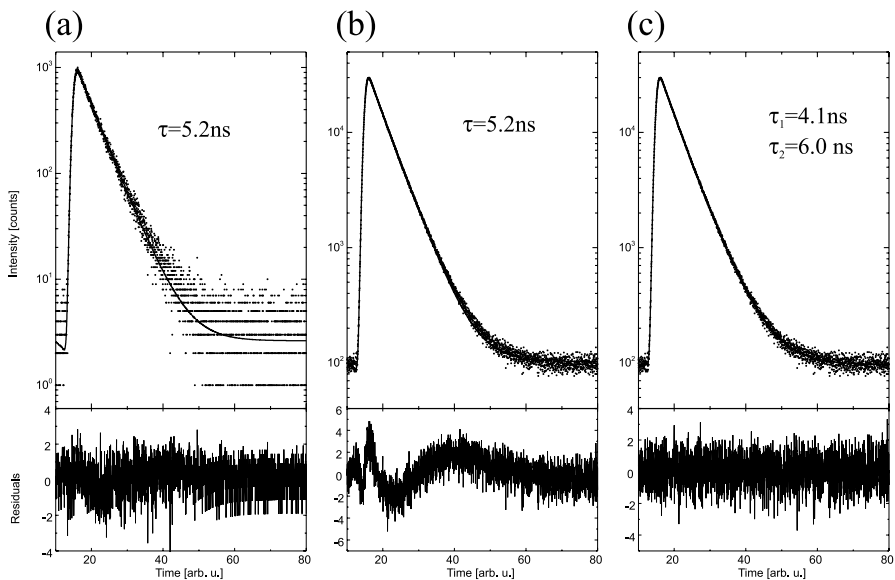 (a)
(b)
(c)
τ=5.2ns
τ=5.2ns
τ₁=4.1ns
τ₂=6.0 ns
Intensity [counts]
10³
10²
10¹
10⁰
10⁴
10³
10²
10⁴
10³
10²
Residuals
4
2
0
-2
-4
6
4
2
0
-2
-4
-6
4
2
0
-2
-4
20 40 60 80
20 40 60 80
20 40 60 80
Time [arb. u.]
Time [arb. u.]
Time [arb. u.]